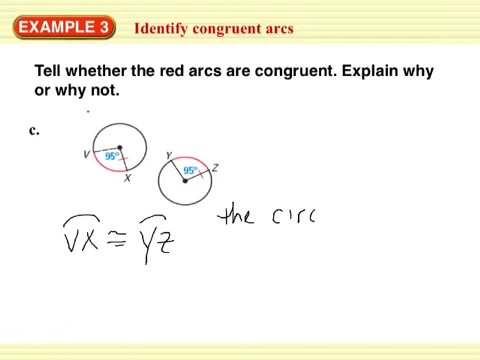 EXAMPLE 3 Identify congruent arcs
Tell whether the red arcs are congruent. Explain why
or why not.
c.
V 95° X
Y 95° Z
VX ≅ YZ the circ